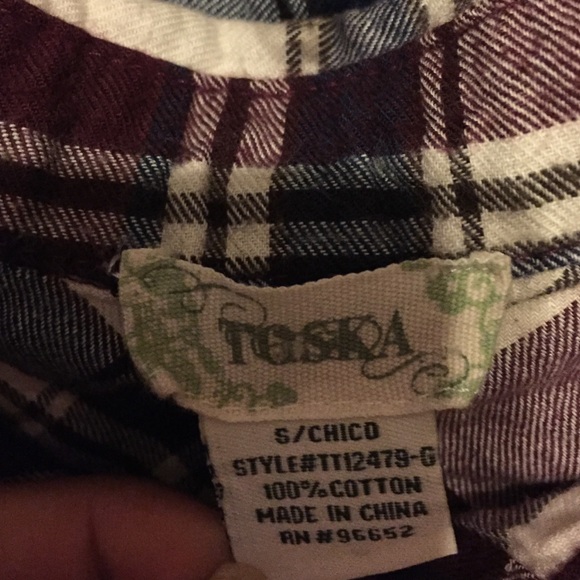 TOSKA
S/CHICO
STYLE#TT12479-G
100% COTTON
MADE IN CHINA
RN #96652